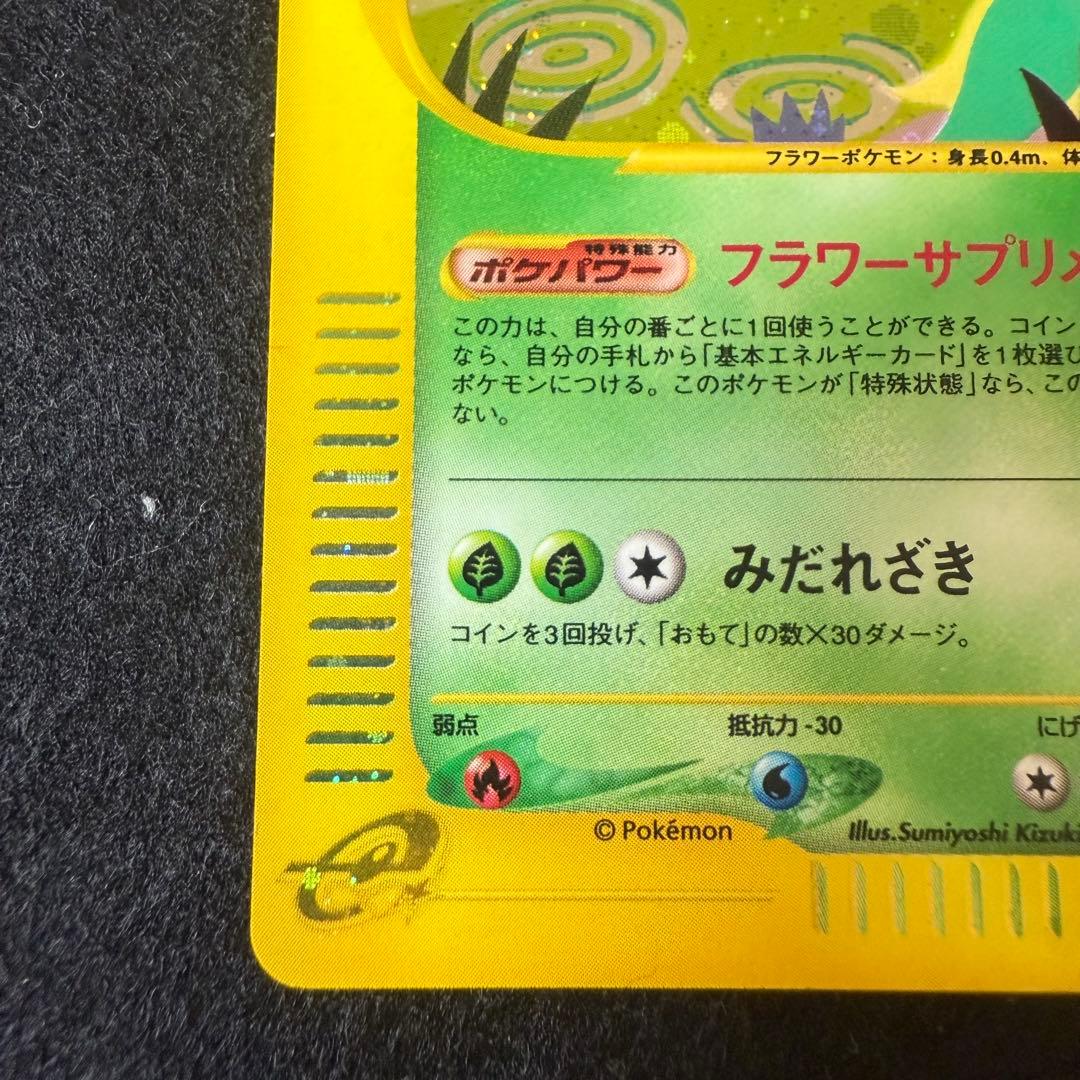 フラワーポケモン：身長0.4m、体
特殊能力
ポケパワー フラワーサプリメ
この力は、自分の番ごとに1回使うことができる。コイン
なら、自分の手札から「基本エネルギーカード」を1枚選び
ポケモンにつける。このポケモンが「特殊状態」なら、この
ない。
みだれざき
コインを3回投げ、「おもて」の数×30ダメージ。
弱点 抵抗力 -30 にげ
© Pokémon Illus.Sumiyoshi Kizuki